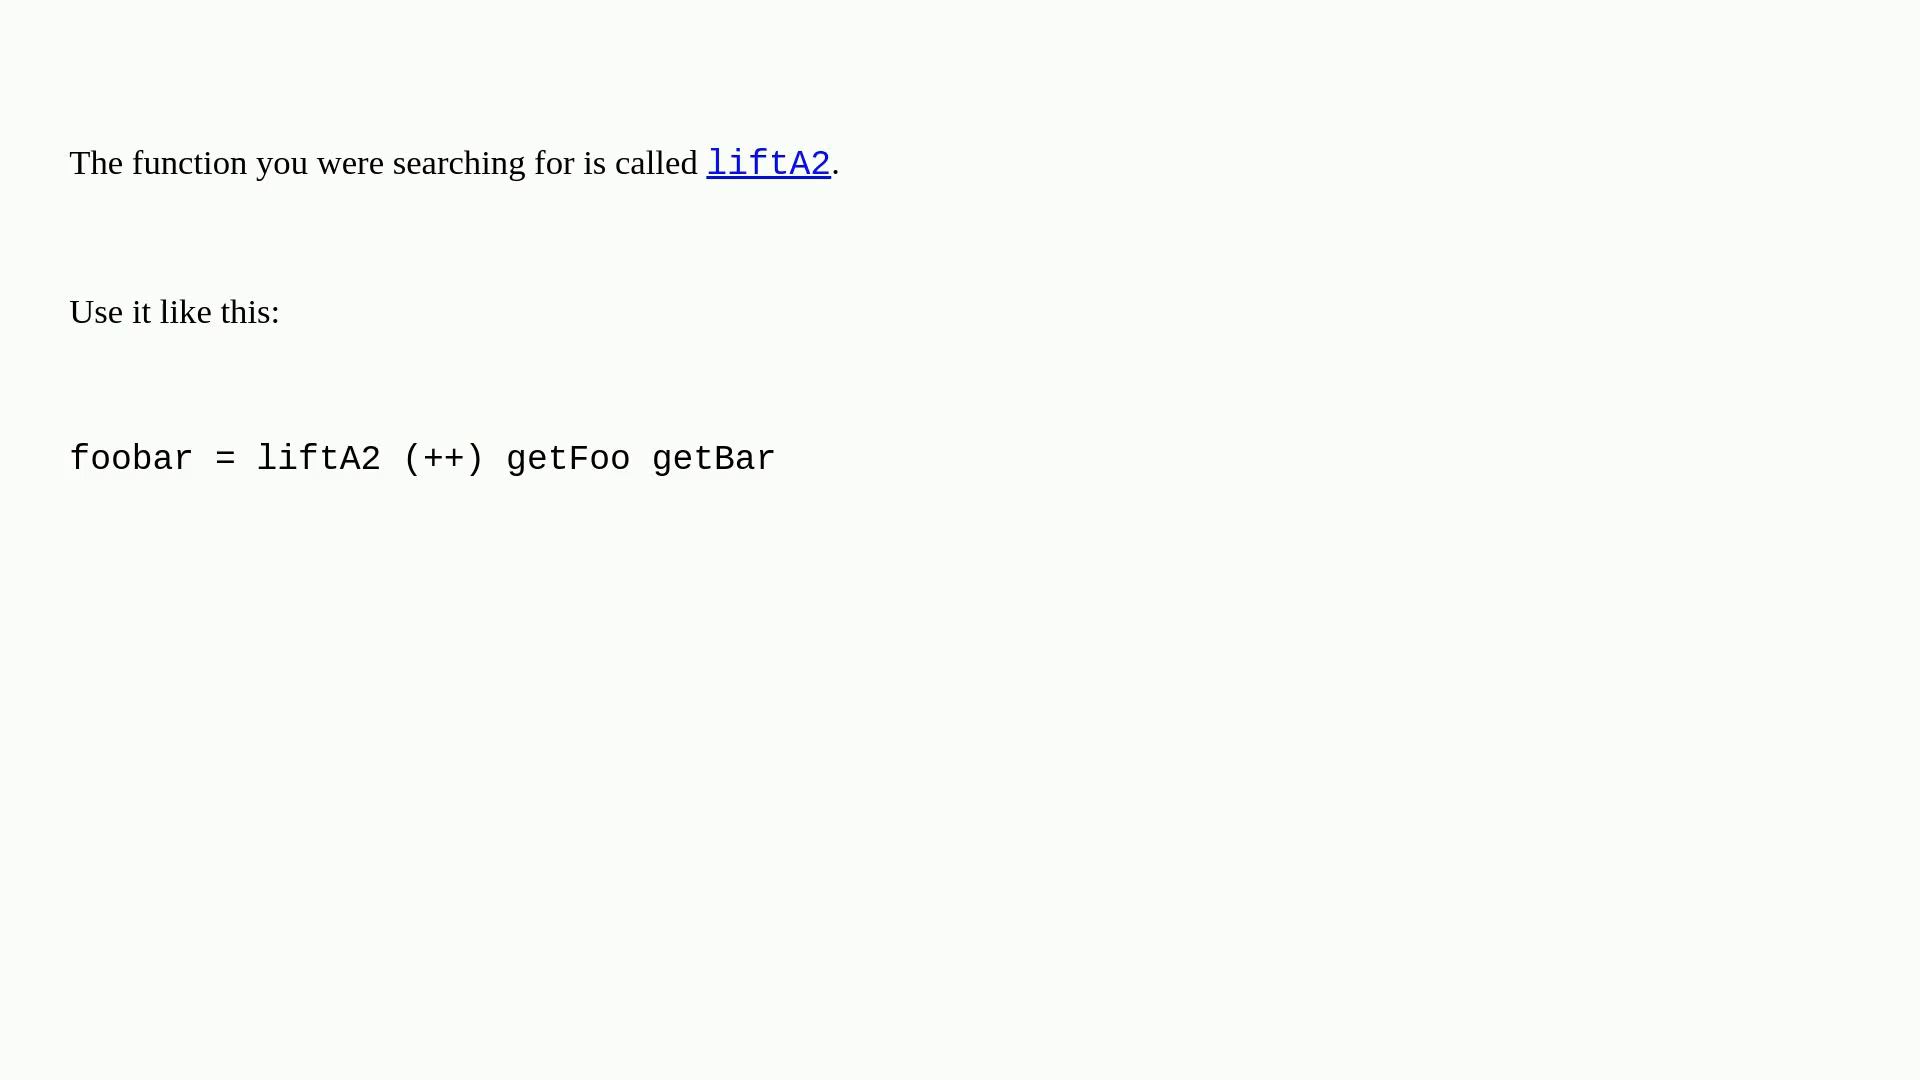 The function you were searching for is called liftA2.
Use it like this:
foobar = liftA2 (++) getFoo getBar